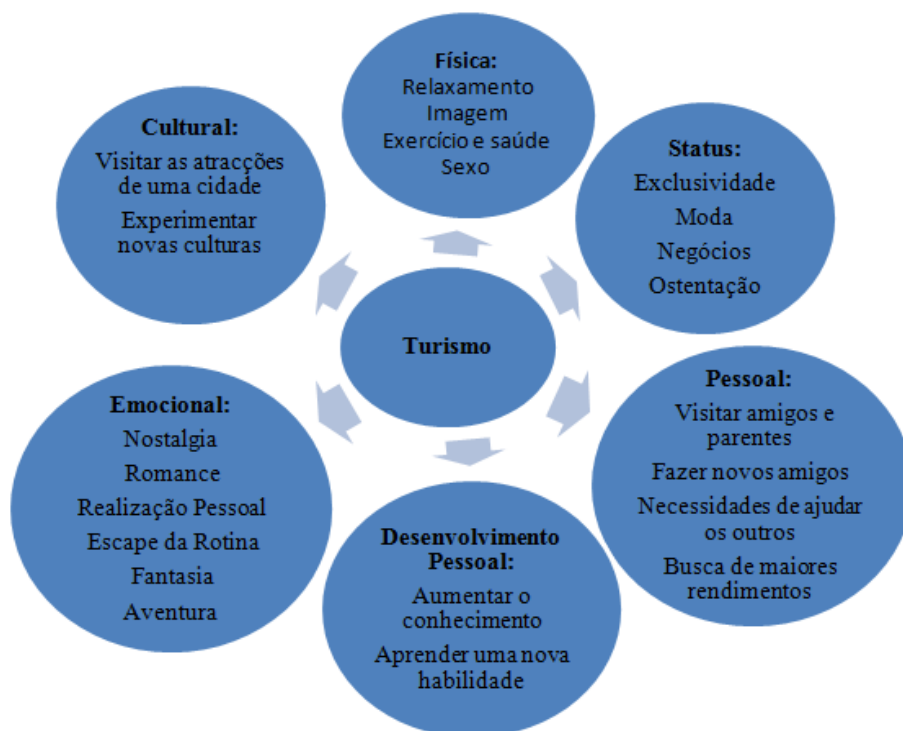 Física:
Relaxamento
Imagem
Exercício e saúde
Sexo
Status:
Exclusividade
Moda
Negócios
Ostentação
Pessoal:
Visitar amigos e
parentes
Fazer novos amigos
Necessidades de ajudar
os outros
Busca de maiores
rendimentos
Desenvolvimento
Pessoal:
Aumentar o
conhecimento
Aprender uma nova
habilidade
Emocional:
Nostalgia
Romance
Realização Pessoal
Escape da Rotina
Fantasia
Aventura
Cultural:
Visitar as atracções
de uma cidade
Experimentar
novas culturas
Turismo